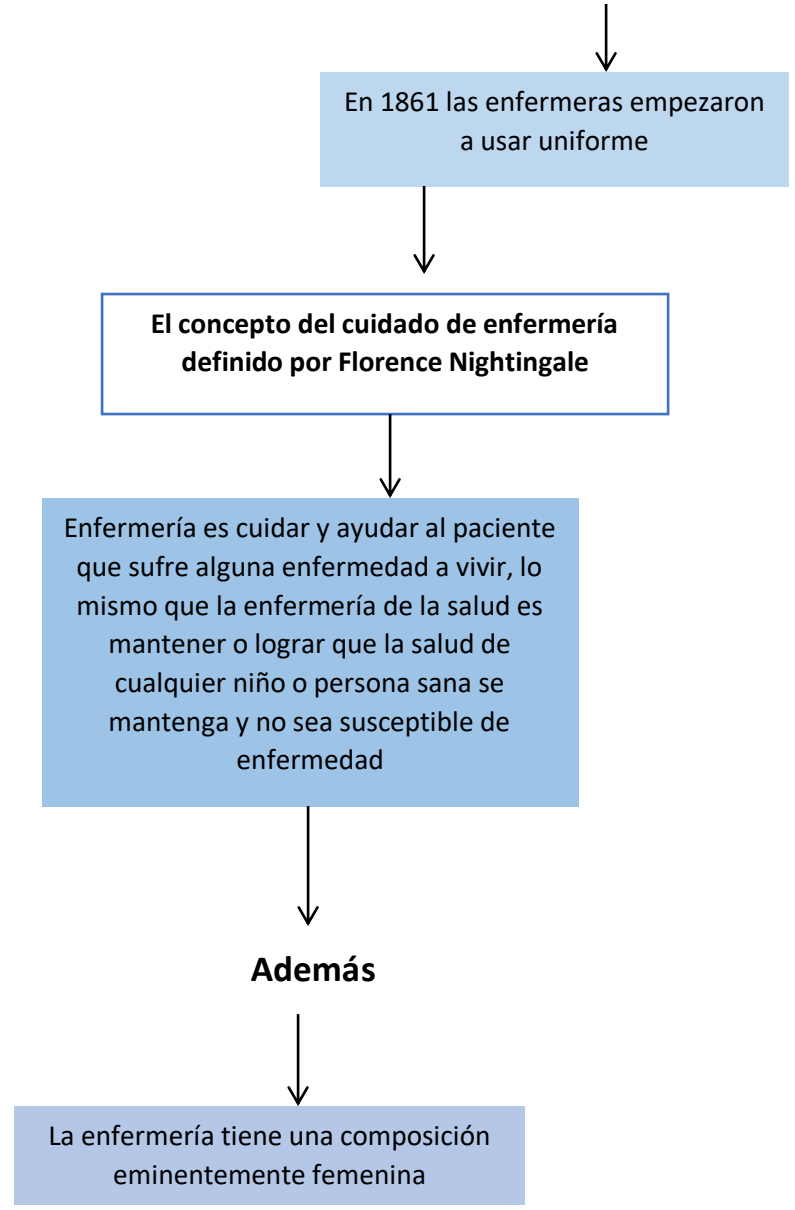 En 1861 las enfermeras empezaron
a usar uniforme
El concepto del cuidado de enfermería
definido por Florence Nightingale
Enfermería es cuidar y ayudar al paciente
que sufre alguna enfermedad a vivir, lo
mismo que la enfermería de la salud es
mantener o lograr que la salud de
cualquier niño o persona sana se
mantenga y no sea susceptible de
enfermedad
Además
La enfermería tiene una composición
eminentemente femenina